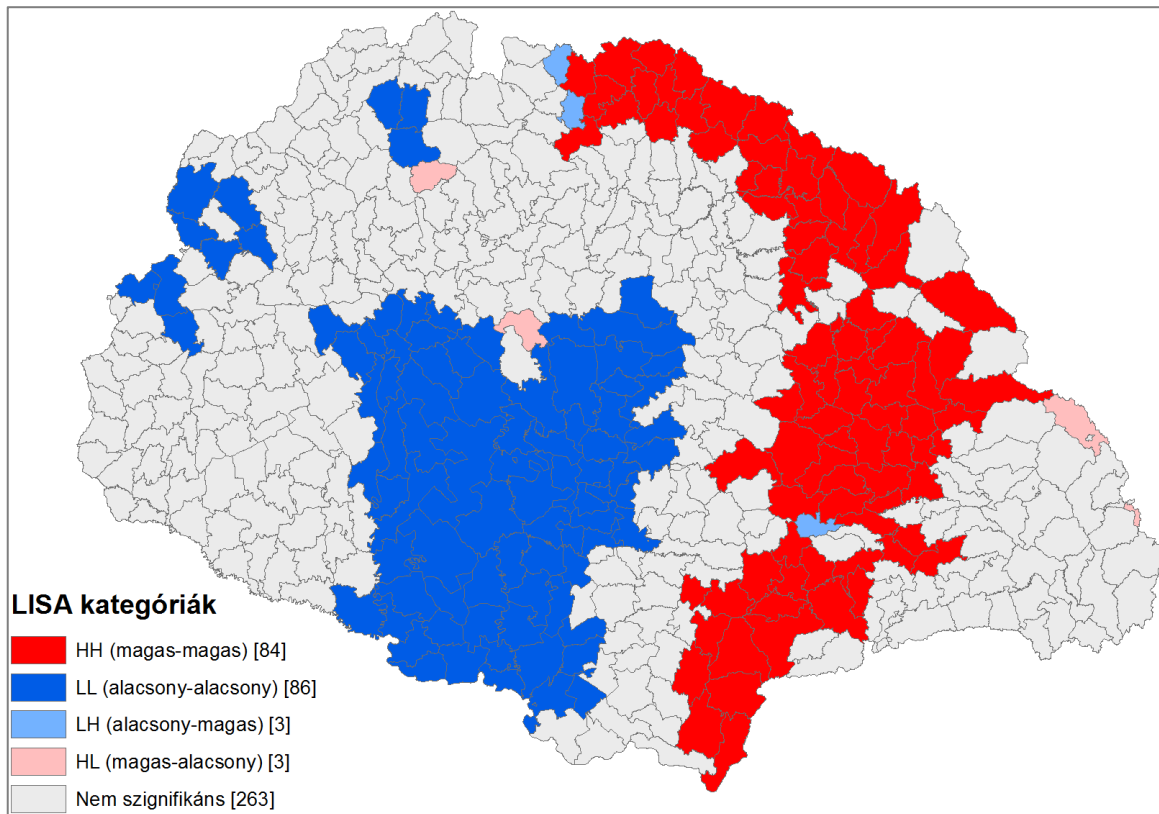 LISA kategóriák
HH (magas-magas) [84]
LL (alacsony-alacsony) [86]
LH (alacsony-magas) [3]
HL (magas-alacsony) [3]
Nem szignifikáns [263]